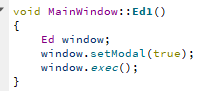 void MainWindow::Ed1()
{
    Ed window;
    window.setModal(true);
    window.exec();
}